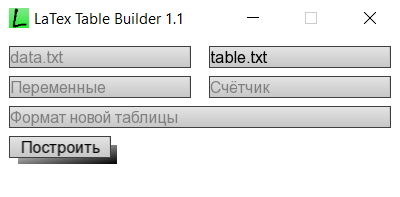 LaTex Table Builder 1.1
data.txt table.txt
Переменные Счётчик
Формат новой таблицы
Построить